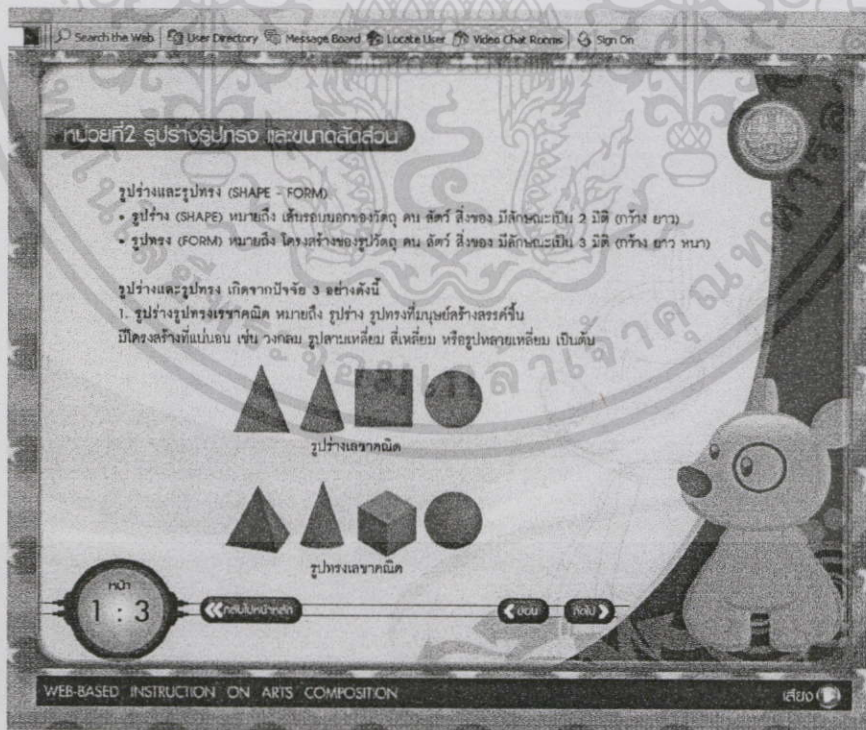 Search the Web User Directory Message Board Locate User Video Chat Rooms Sign On
หน่วยที่2 รูปร่างรูปทรง และขนาดสัดส่วน
รูปร่างและรูปทรง (SHAPE - FORM)
• รูปร่าง (SHAPE) หมายถึง เส้นรอบนอกของวัตถุ คน สัตว์ สิ่งของ มีลักษณะเป็น 2 มิติ (กว้าง ยาว)
• รูปทรง (FORM) หมายถึง โครงสร้างของรูปวัตถุ คน สัตว์ สิ่งของ มีลักษณะเป็น 3 มิติ (กว้าง ยาว หนา)
รูปร่างและรูปทรง เกิดจากปัจจัย 3 อย่างดังนี้
1. รูปร่างรูปทรงเรขาคณิต หมายถึง รูปร่าง รูปทรงที่มนุษย์สร้างสรรค์ขึ้น
มีโครงสร้างที่แน่นอน เช่น วงกลม รูปสามเหลี่ยม สี่เหลี่ยม หรือรูปหลายเหลี่ยม เป็นต้น
รูปร่างเลขาคณิต
รูปทรงเลขาคณิต
หน้า
1 : 3
กลับไปหน้าหลัก
ย้อน
ถัดไป
WEB-BASED INSTRUCTION ON ARTS COMPOSITION
เสียง